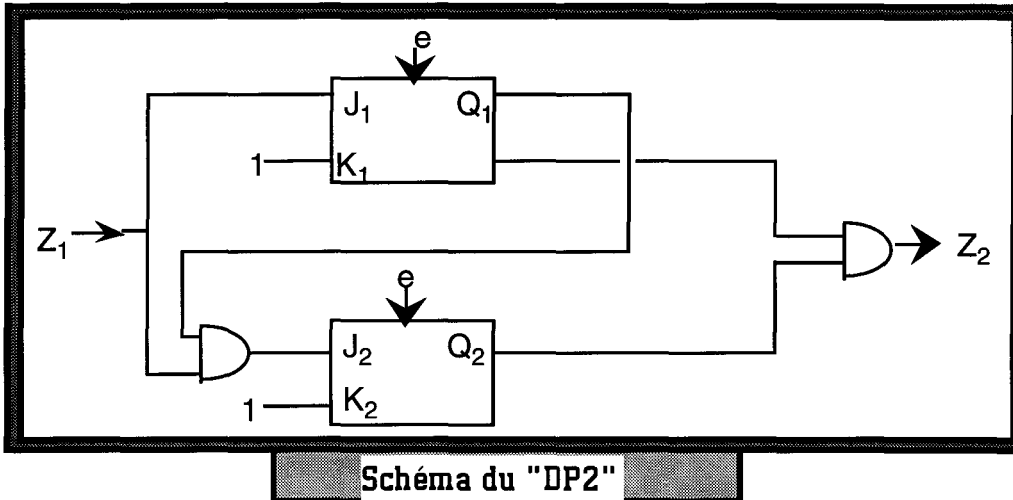 e
J₁ Q₁
1 K₁
Z₁
Z₂
e
J₂ Q₂
1 K₂
Schéma du "DP2"